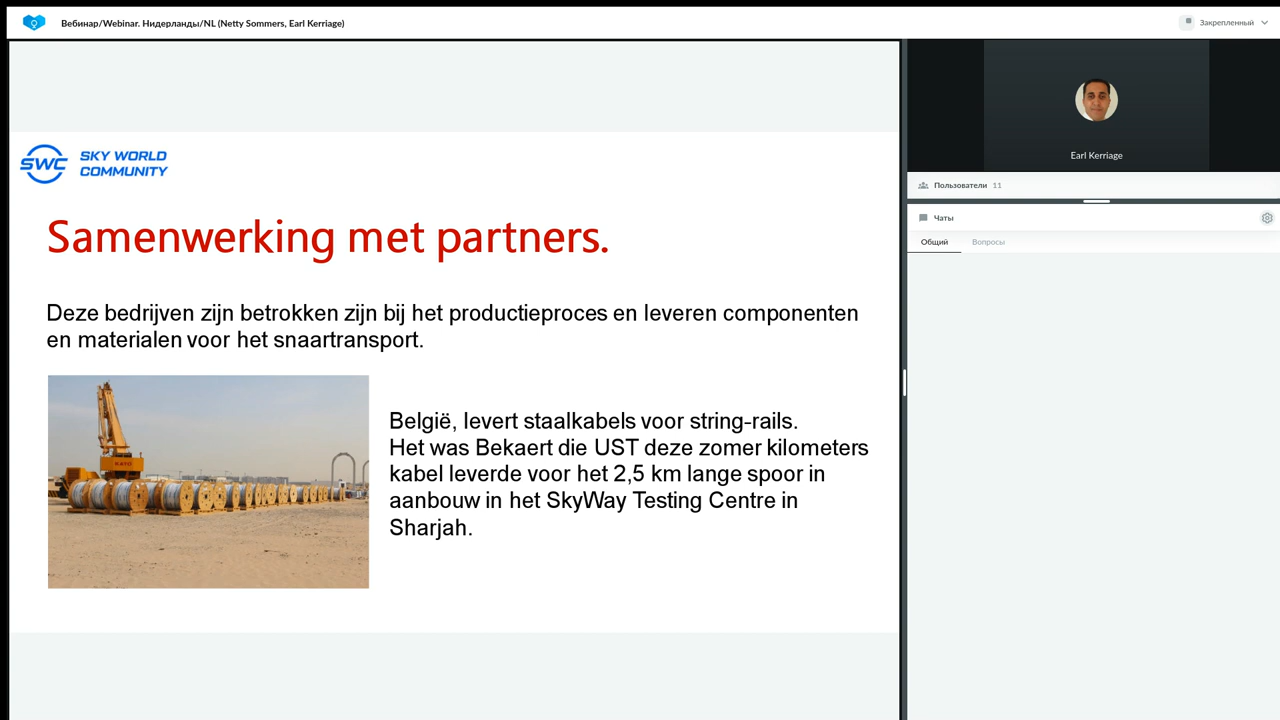 Вебинар/Webinar. Нидерланды/NL (Netty Sommers, Earl Kerriage)
Закрепленный
SWC SKY WORLD
COMMUNITY
Samenwerking met partners.
Deze bedrijven zijn betrokken zijn bij het productieproces en leveren componenten
en materialen voor het snaartransport.
KATO
België, levert staalkabels voor string-rails.
Het was Bekaert die UST deze zomer kilometers
kabel leverde voor het 2,5 km lange spoor in
aanbouw in het SkyWay Testing Centre in
Sharjah.
Earl Kerriage
Пользователи 11
Чаты
Общий Вопросы